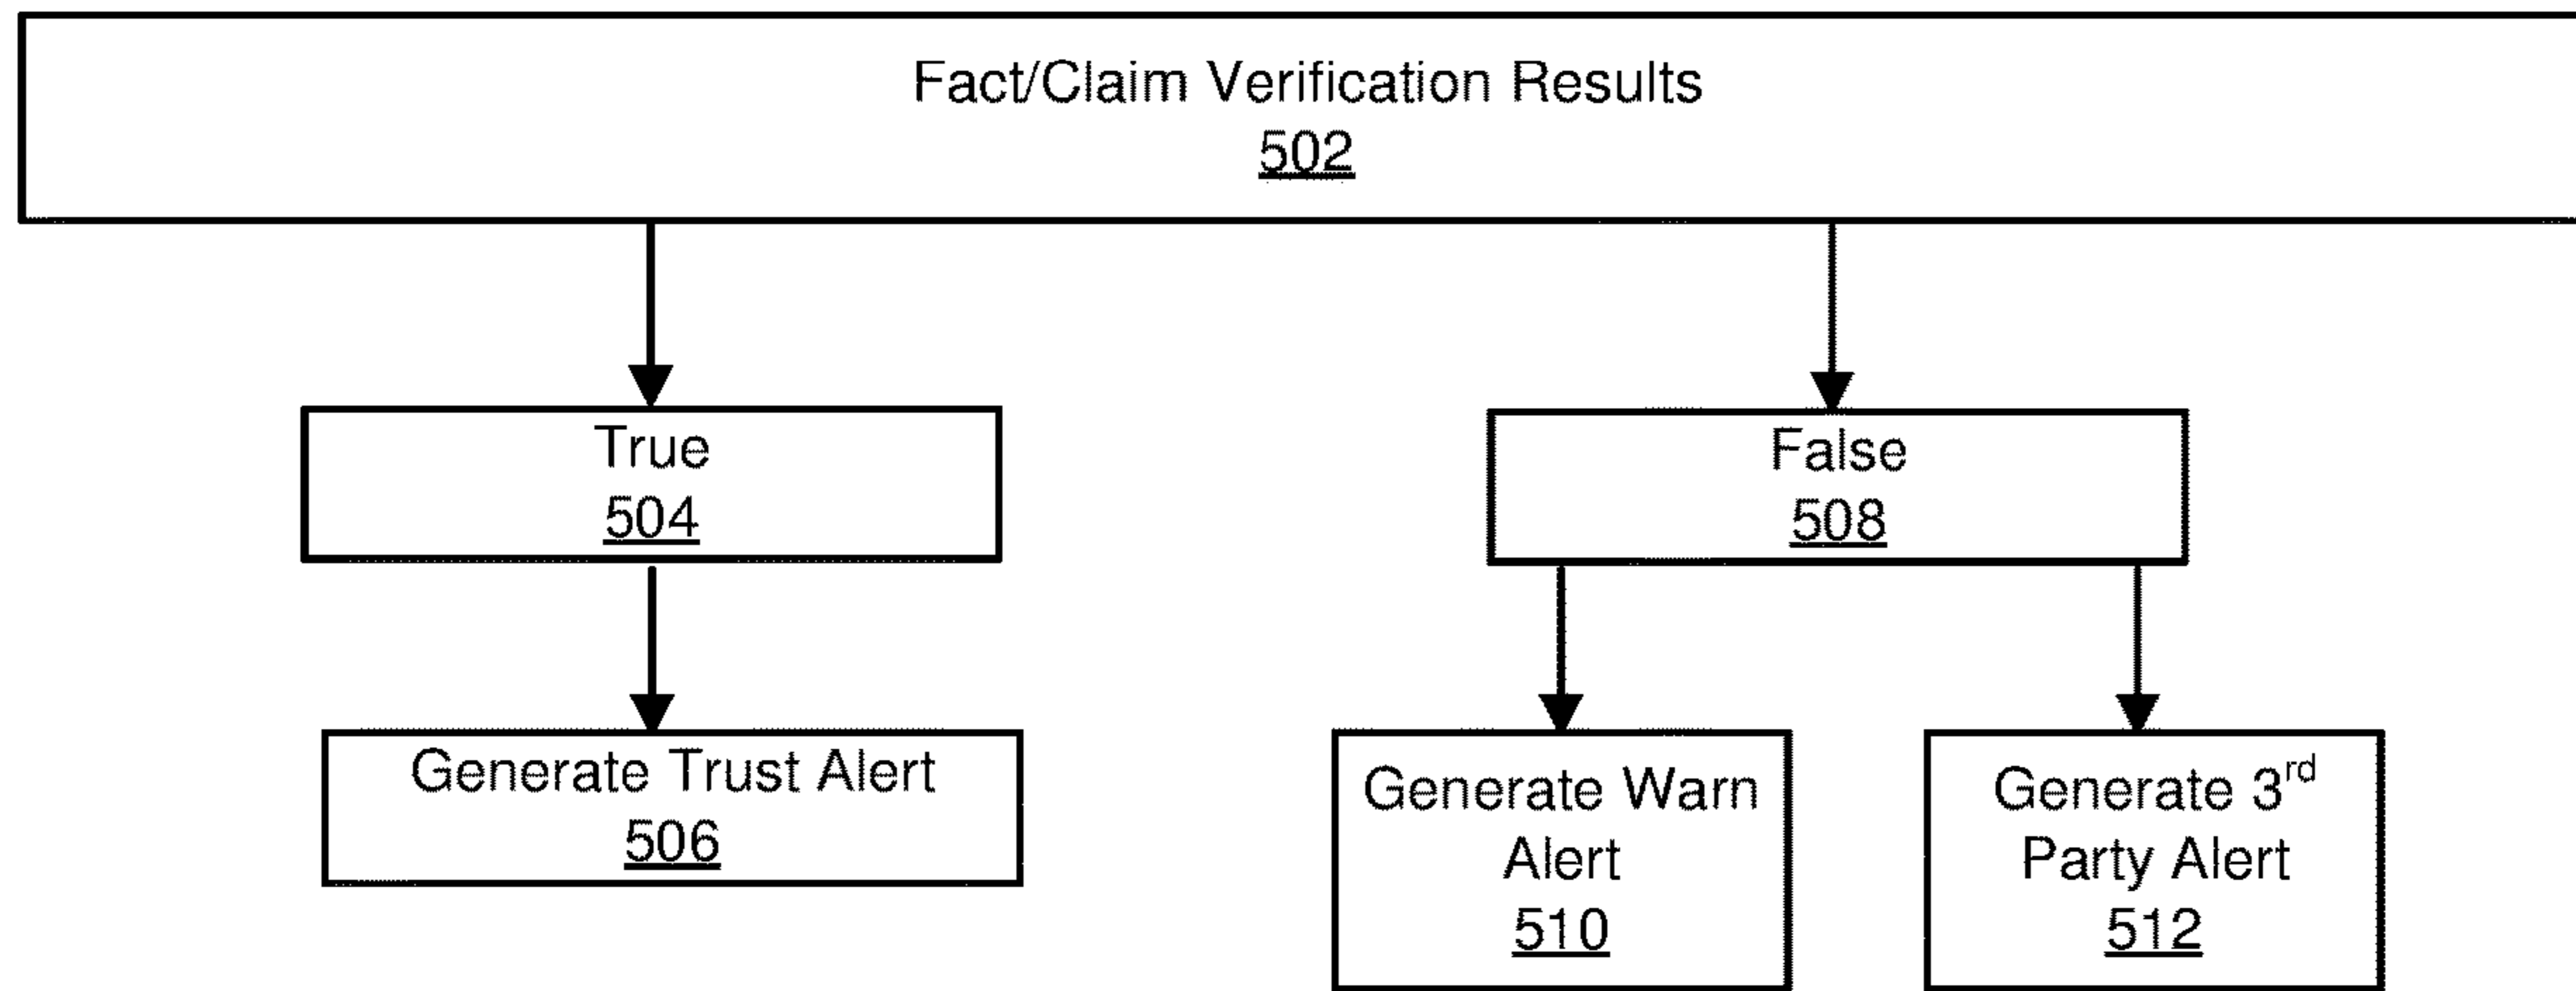 Fact/Claim Verification Results
502
True
504
False
508
Generate Trust Alert
506
Generate Warn
Alert
510
Generate 3rd
Party Alert
512